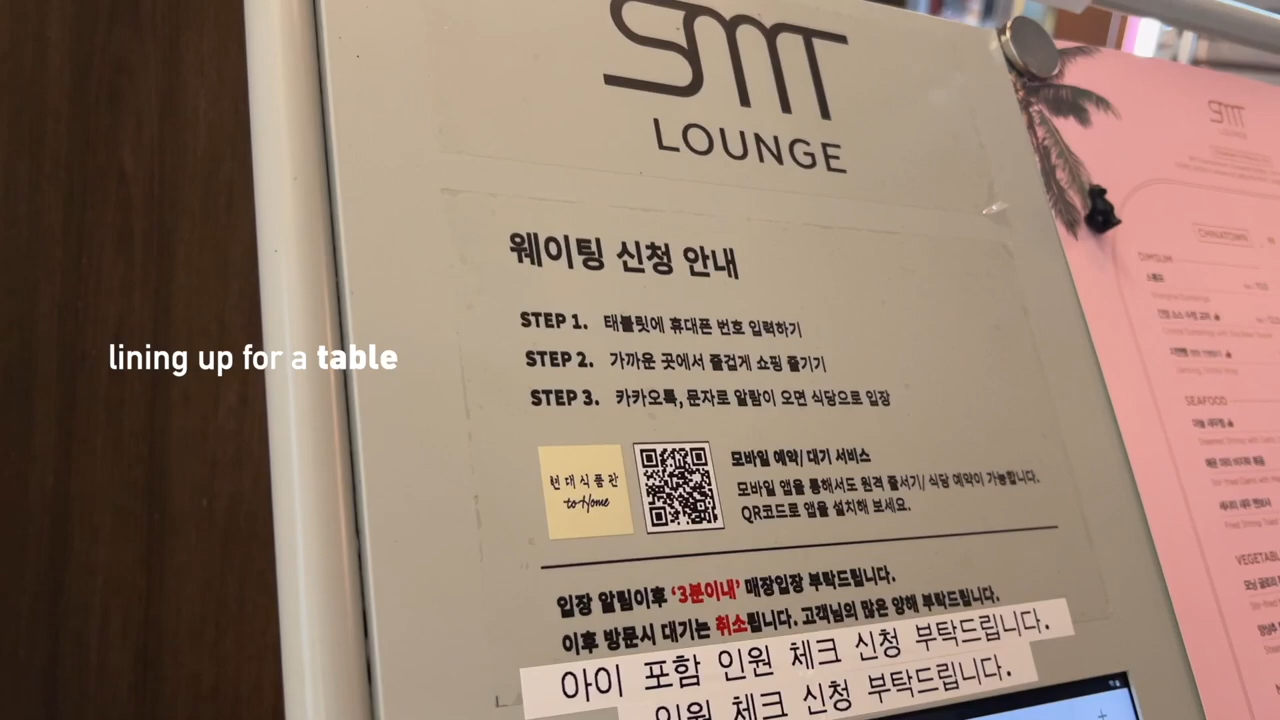 SMT
LOUNGE
웨이팅 신청 안내
STEP 1. 태블릿에 휴대폰 번호 입력하기
STEP 2. 가까운 곳에서 즐겁게 쇼핑 즐기기
STEP 3. 카카오톡, 문자로 알람이 오면 식당으로 입장
lining up for a table
현대식품관
to Home
모바일 예약/ 대기 서비스
모바일 앱을 통해서도 원격 줄서기/ 식당 예약이 가능합니다.
QR코드로 앱을 설치해 보세요.
입장 알림이후 ‘3분이내’ 매장입장 부탁드립니다.
이후 방문시 대기는 취소됩니다. 고객님의 많은 양해 부탁드립니다.
아이 포함 인원 체크 신청 부탁드립니다.
인원 체크 신청 부탁드립니다.
SMT
LOUNGE
CHINATOWN
DIMSUM
SEAFOOD